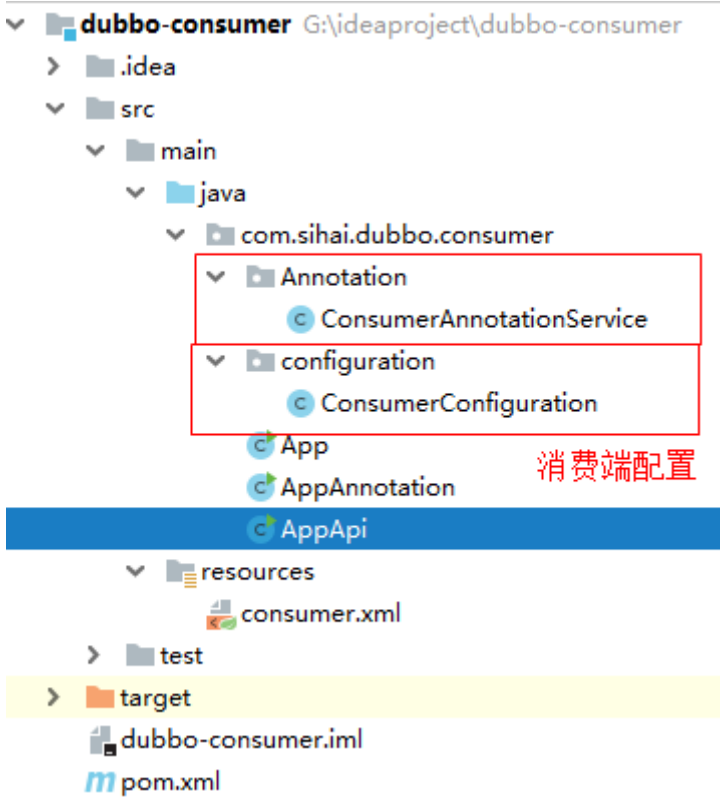 dubbo-consumer G:\ideaproject\dubbo-consumer
.idea
src
main
java
com.sihai.dubbo.consumer
Annotation
C ConsumerAnnotationService
configuration
C ConsumerConfiguration
C App
消费端配置
C AppAnnotation
C AppApi
resources
consumer.xml
test
target
dubbo-consumer.iml
m pom.xml